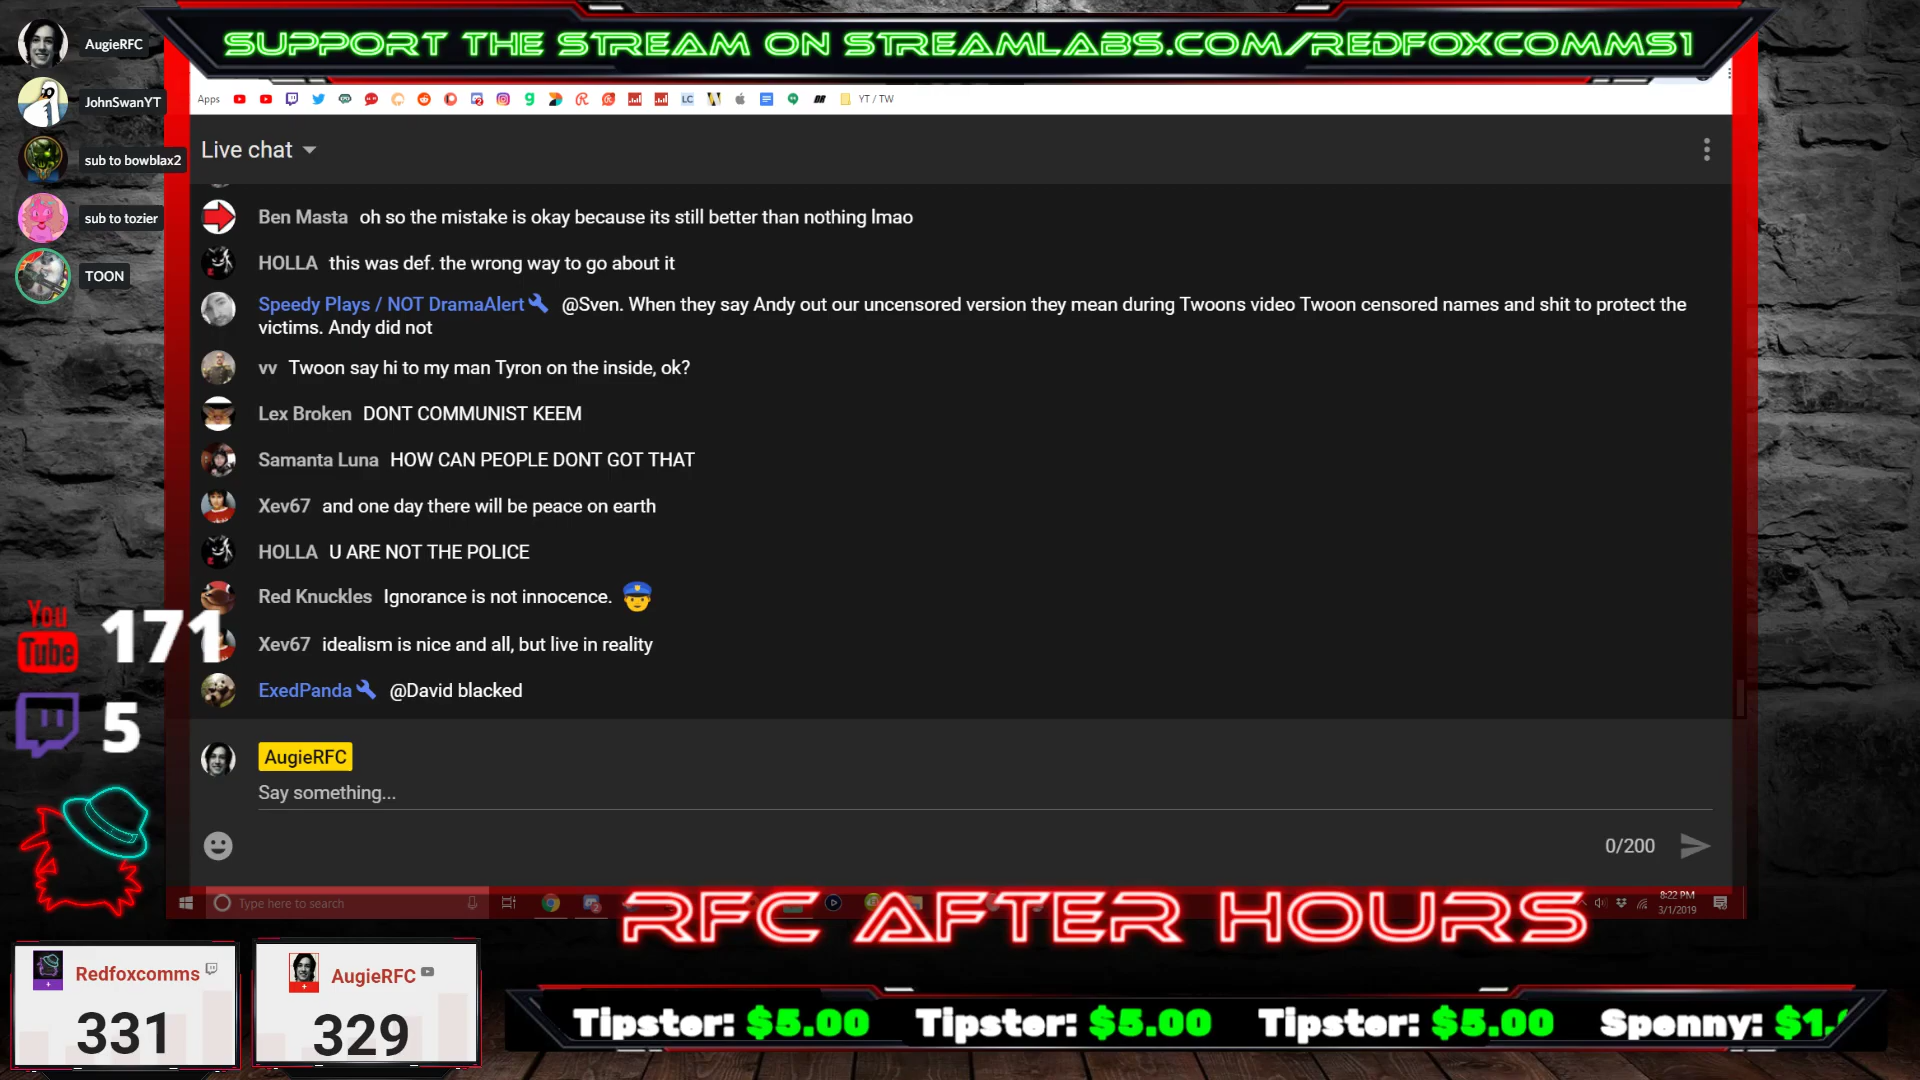 SUPPORT THE STREAM ON STREAMLABS.COM/REDFOXCOMMS1
AugieRFC
JohnSwanYT
sub to bowblax2
sub to tozier
TOON
Apps
LC
YT / TW
Live chat
Ben Masta oh so the mistake is okay because its still better than nothing lmao
HOLLA this was def. the wrong way to go about it
Speedy Plays / NOT DramaAlert @Sven. When they say Andy out our uncensored version they mean during Twoons video Twoon censored names and shit to protect the
victims. Andy did not
vv Twoon say hi to my man Tyron on the inside, ok?
Lex Broken DONT COMMUNIST KEEM
Samanta Luna HOW CAN PEOPLE DONT GOT THAT
Xev67 and one day there will be peace on earth
HOLLA U ARE NOT THE POLICE
Red Knuckles Ignorance is not innocence.
Xev67 idealism is nice and all, but live in reality
ExedPanda @David blacked
You Tube 171
5
AugieRFC
Say something...
0/200
Type here to search
8:22 PM
3/1/2019
RFC AFTER HOURS
Redfoxcomms
331
AugieRFC
329
Tipster: $5.00 Tipster: $5.00 Tipster: $5.00 Spenny: $1.